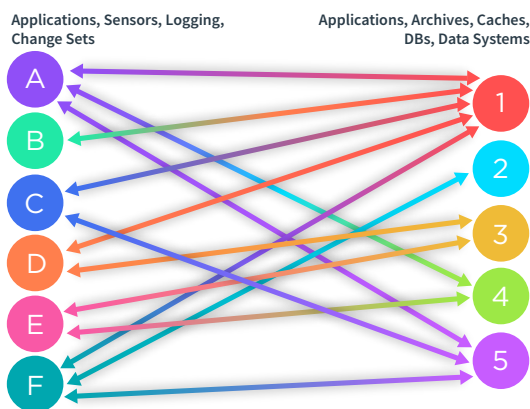 Applications, Sensors, Logging,
Change Sets
Applications, Archives, Caches,
DBs, Data Systems
A
B
C
D
E
F
1
2
3
4
5